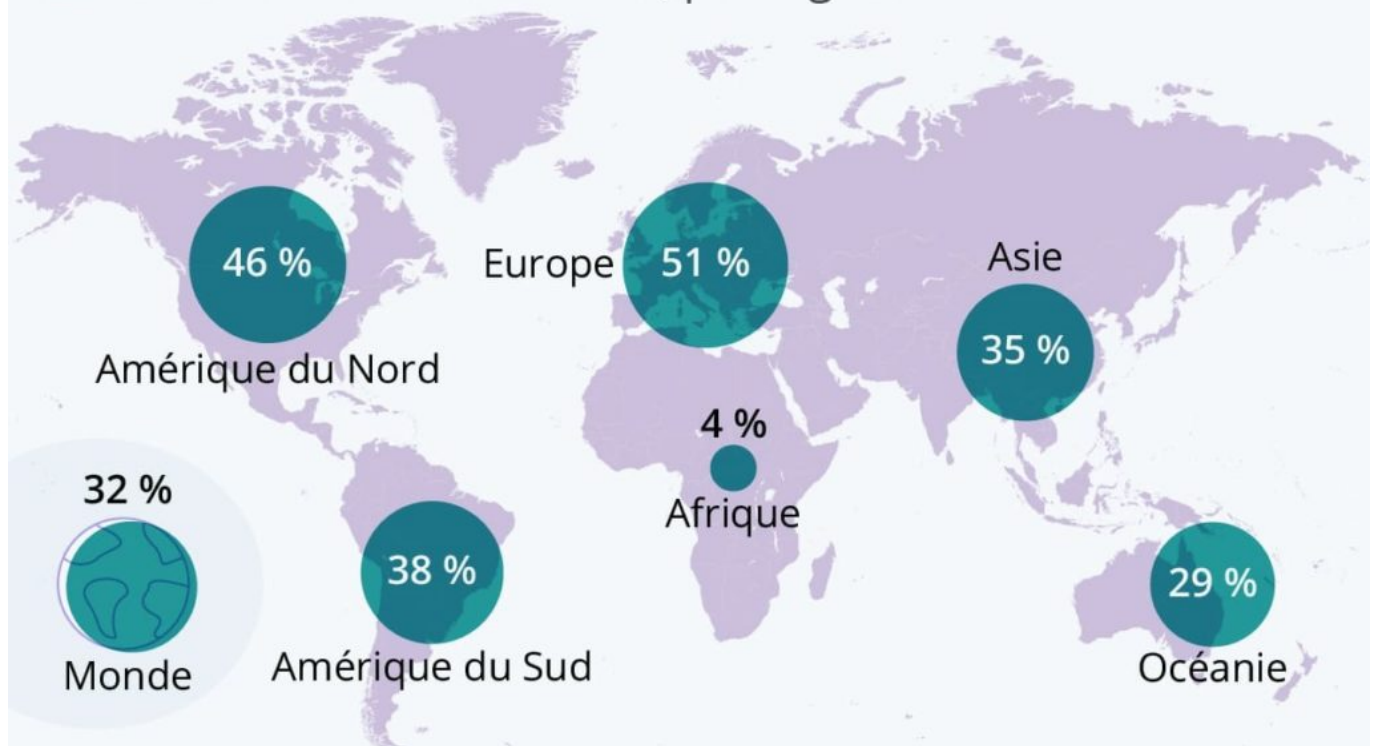 46 %
Amérique du Nord
Europe
51 %
Asie
35 %
4 %
Afrique
32 %
Monde
38 %
Amérique du Sud
29 %
Océanie